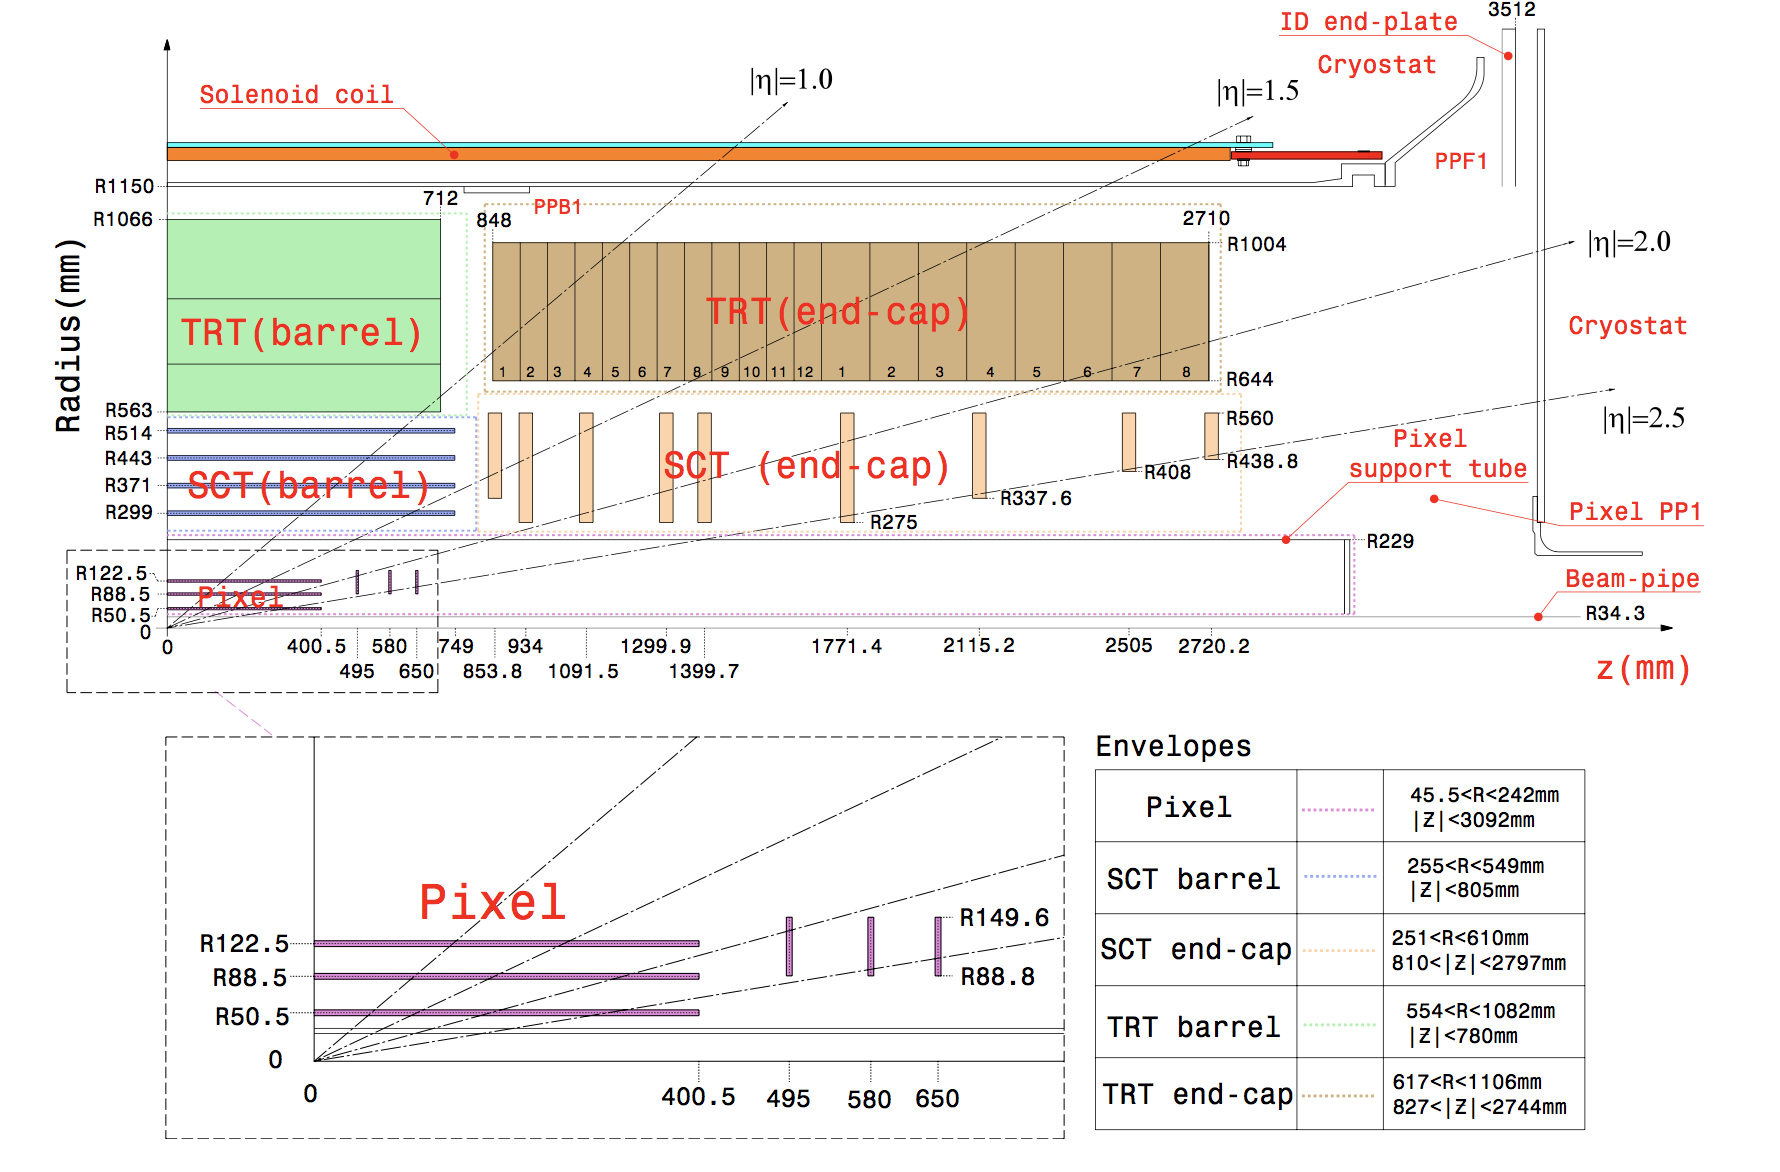 3512
ID end-plate
Cryostat
|η|=1.0
|η|=1.5
Solenoid coil
PPF1
R1150
R1066
712
848
PPB1
2710
R1004
|η|=2.0
Radius(mm)
TRT(barrel)
TRT(end-cap)
Cryostat
1 2 3 4 5 6 7 8 9 10 11 12 1 2 3 4 5 6 7 8
R644
R563
R514
R443
R371
R299
SCT(barrel)
SCT (end-cap)
R560
R438.8
R408
R337.6
R275
|η|=2.5
Pixel
support tube
Pixel PP1
R229
R122.5
R88.5
R50.5
0
Pixel
Beam-pipe
R34.3
0 400.5 580 749 934 1299.9 1771.4 2115.2 2505 2720.2
495 650 853.8 1091.5 1399.7
z(mm)
Pixel
R122.5
R88.5
R50.5
0
R149.6
R88.8
0 400.5 495 580 650
Envelopes
Pixel
45.5<R<242mm
|Z|<3092mm
SCT barrel
255<R<549mm
|Z|<805mm
SCT end-cap
251<R<610mm
810<|Z|<2797mm
TRT barrel
554<R<1082mm
|Z|<780mm
TRT end-cap
617<R<1106mm
827<|Z|<2744mm